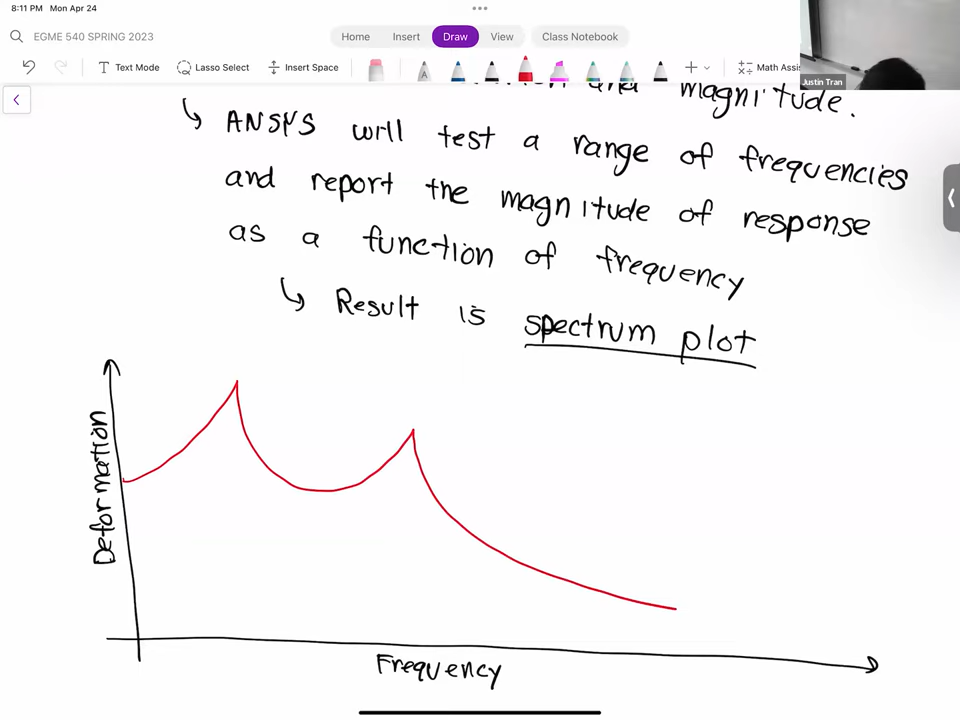 8:11 PM Mon Apr 24
EGME 540 SPRING 2023
Home Insert Draw View Class Notebook
Text Mode Lasso Select Insert Space A Math Assis
Justin Tran
and magnitude.
↳ ANSYS will test a range of frequencies
and report the magnitude of response
as a function of frequency
↳ Result is spectrum plot
Deformation
Frequency